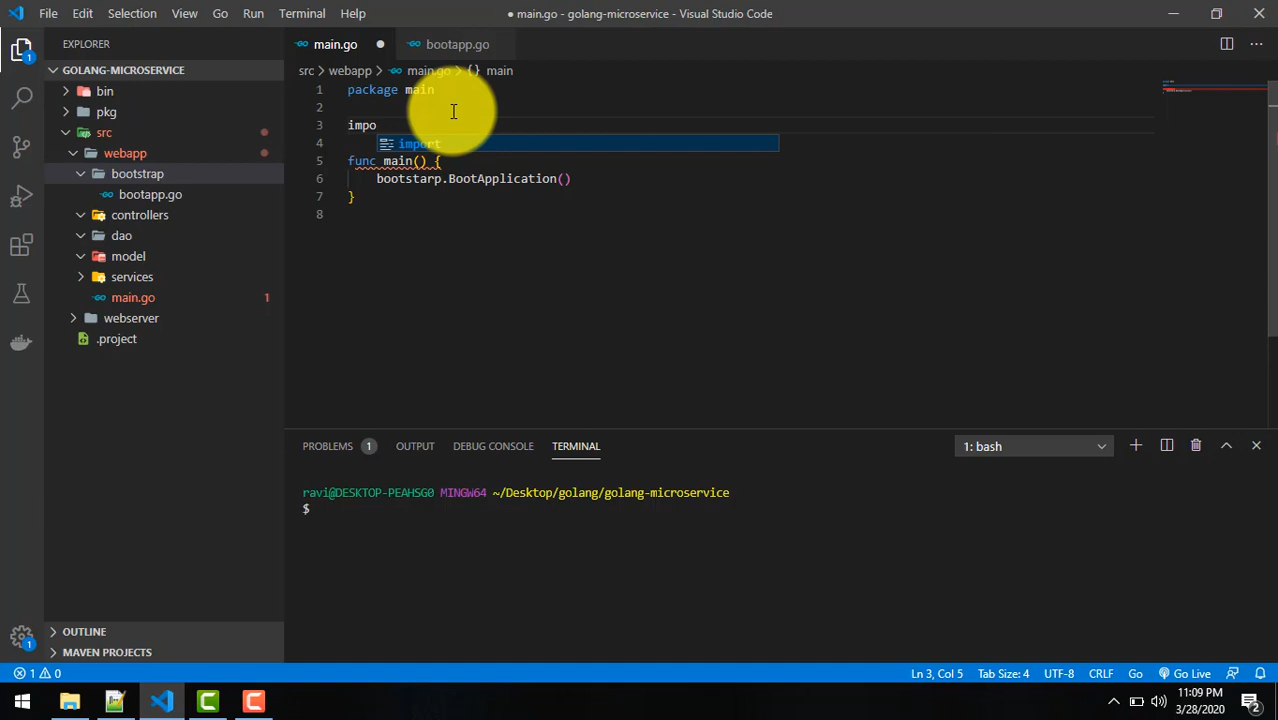 File Edit Selection View Go Run Terminal Help
● main.go - golang-microservice - Visual Studio Code
EXPLORER
main.go
bootapp.go
GOLANG-MICROSERVICE
src > webapp > main.go > {} main
bin
pkg
src
webapp
bootstrap
bootapp.go
controllers
dao
model
services
main.go 1
webserver
.project
1 package main
2
3 impo
import
4
5 func main() {
6 bootstarp.BootApplication()
7 }
8
PROBLEMS 1 OUTPUT DEBUG CONSOLE TERMINAL
1: bash
ravi@DESKTOP-PEAHSG0 MINGW64 ~/Desktop/golang/golang-microservice
$
OUTLINE
MAVEN PROJECTS
1 0
Ln 3, Col 5 Tab Size: 4 UTF-8 CRLF Go Go Live
11:09 PM
3/28/2020
1
1
2